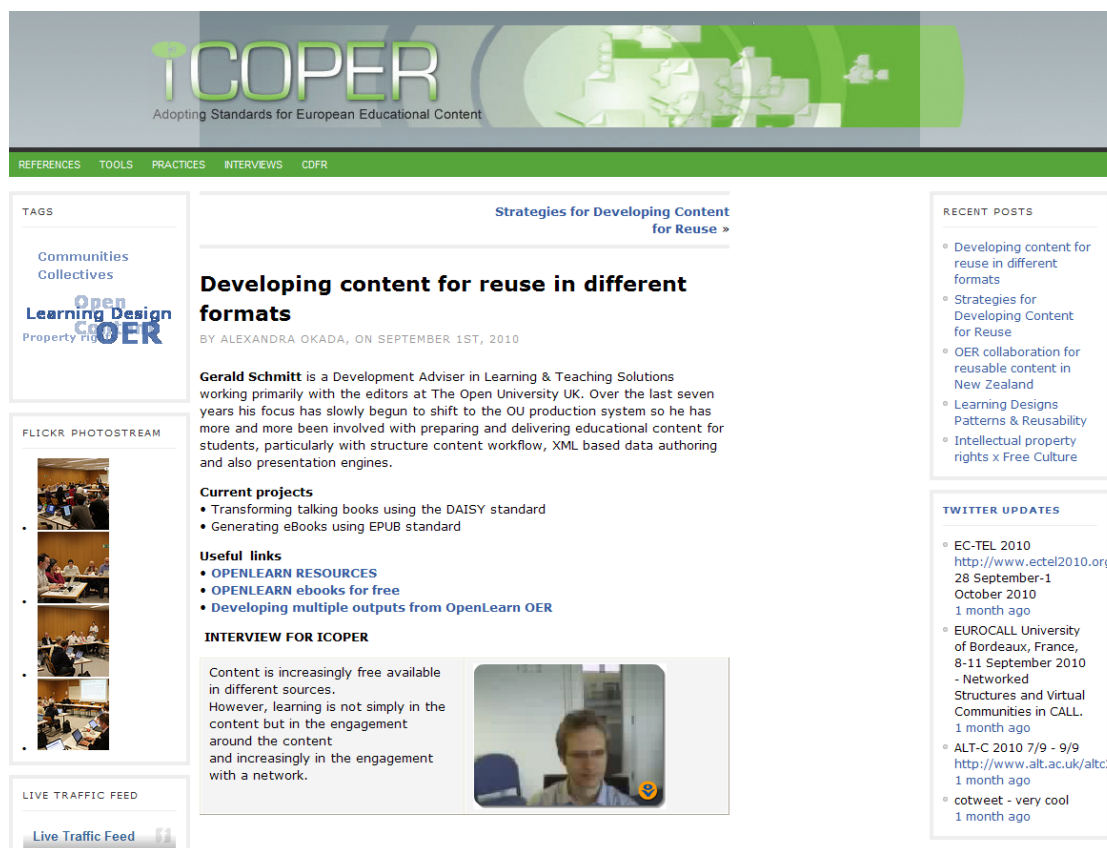 iCOPER
Adopting Standards for European Educational Content
REFERENCES TOOLS PRACTICES INTERVIEWS CDFR
TAGS
Communities
Collectives
Open
Learning Design
Content
Property rights
OER
FLICKR PHOTOSTREAM
LIVE TRAFFIC FEED
Live Traffic Feed
Strategies for Developing Content
for Reuse »
Developing content for reuse in different
formats
BY ALEXANDRA OKADA, ON SEPTEMBER 1ST, 2010
Gerald Schmitt is a Development Adviser in Learning & Teaching Solutions
working primarily with the editors at The Open University UK. Over the last seven
years his focus has slowly begun to shift to the OU production system so he has
more and more been involved with preparing and delivering educational content for
students, particularly with structure content workflow, XML based data authoring
and also presentation engines.
Current projects
• Transforming talking books using the DAISY standard
• Generating eBooks using EPUB standard
Useful links
• OPENLEARN RESOURCES
• OPENLEARN ebooks for free
• Developing multiple outputs from OpenLearn OER
INTERVIEW FOR ICOPER
Content is increasingly free available
in different sources.
However, learning is not simply in the
content but in the engagement
around the content
and increasingly in the engagement
with a network.
RECENT POSTS
Developing content for
reuse in different
formats
Strategies for
Developing Content
for Reuse
OER collaboration for
reusable content in
New Zealand
Learning Designs
Patterns & Reusability
Intellectual property
rights x Free Culture
TWITTER UPDATES
EC-TEL 2010
http://www.ectel2010.org
28 September-1
October 2010
1 month ago
EUROCALL University
of Bordeaux, France,
8-11 September 2010
- Networked
Structures and Virtual
Communities in CALL.
1 month ago
ALT-C 2010 7/9 - 9/9
http://www.alt.ac.uk/altc
1 month ago
cotweet - very cool
1 month ago